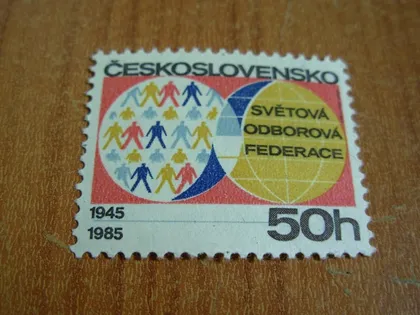 ČESKOSLOVENSKO
SVĚTOVÁ
ODBOROVÁ
FEDERACE
1945
1985
50h